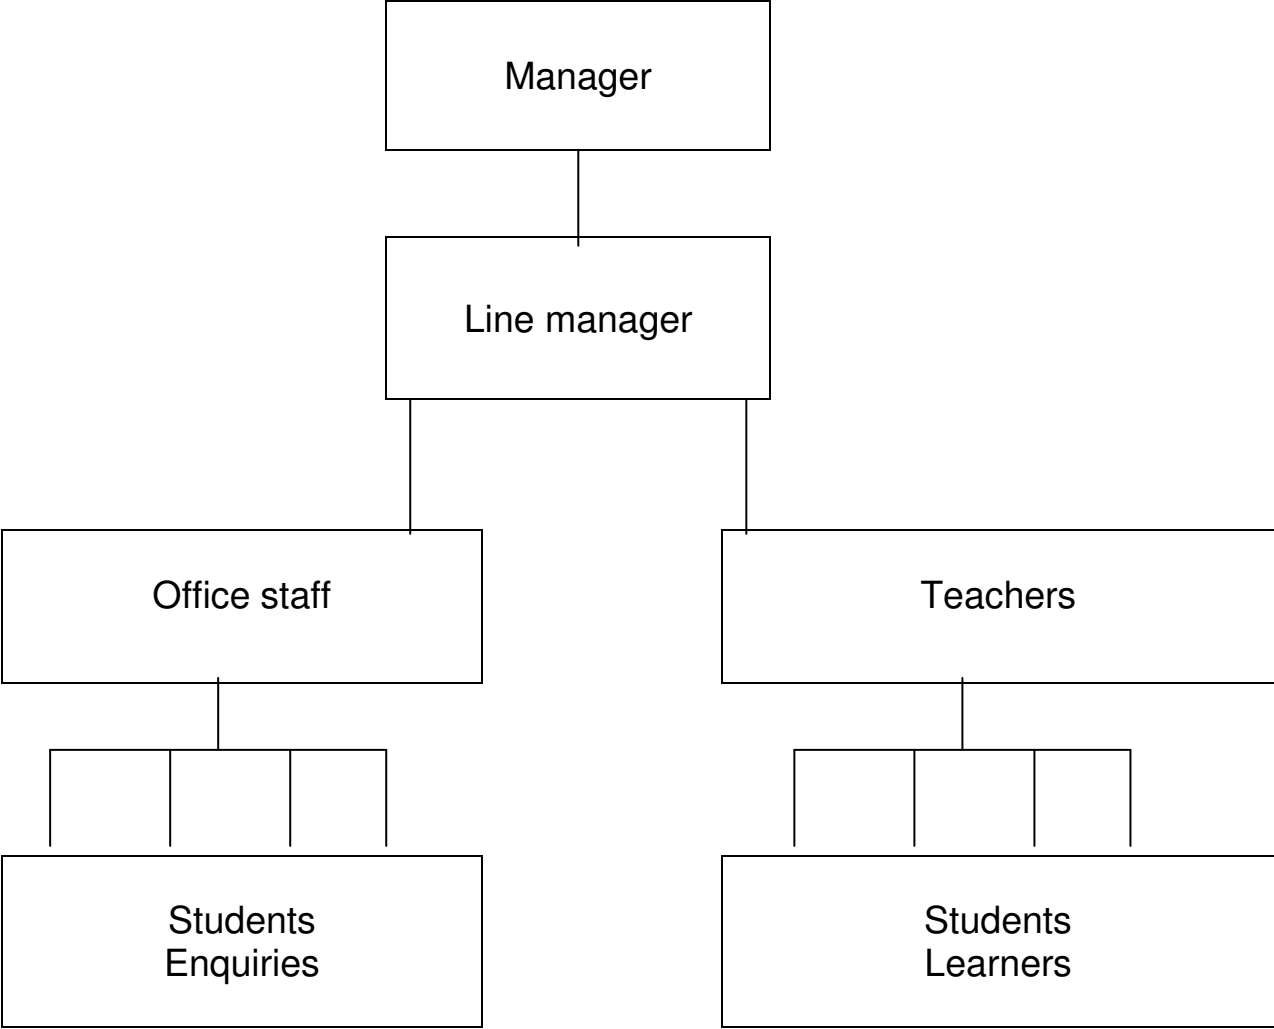 Manager
Line manager
Office staff
Teachers
Students
Enquiries
Students
Learners